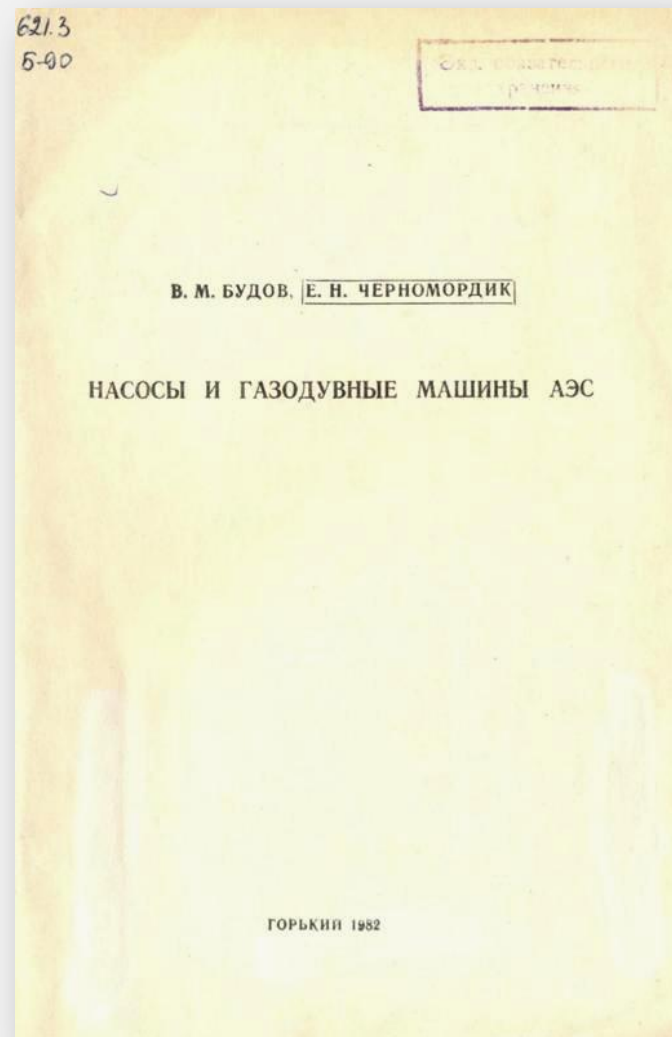 621.3
Б-90
В. М. БУДОВ, Е. Н. ЧЕРНОМОРДИК
НАСОСЫ И ГАЗОДУВНЫЕ МАШИНЫ АЭС
ГОРЬКИЙ 1982